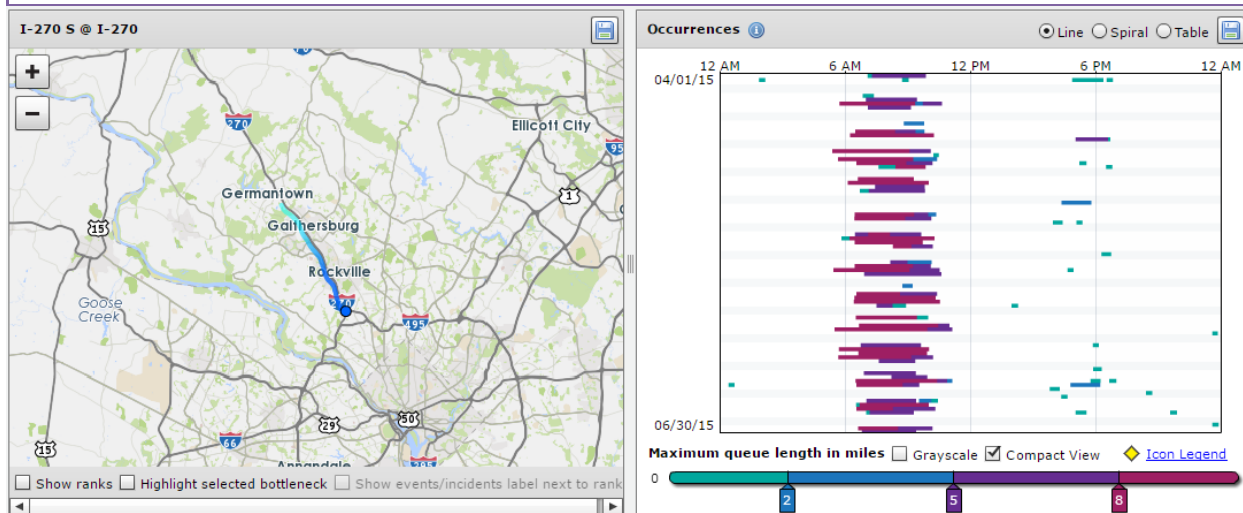 I-270 S @ I-270
+
−
70
270
Ellicott City
95
Germantown
1
Gaithersburg
15
Rockville
270
Goose
Creek
495
50
29
66
15
Annandale
395
Show ranks Highlight selected bottleneck Show events/incidents label next to rank
Occurrences
Line Spiral Table
12 AM 6 AM 12 PM 6 PM 12 AM
04/01/15
06/30/15
Maximum queue length in miles Grayscale Compact View Icon Legend
0
2 5 8